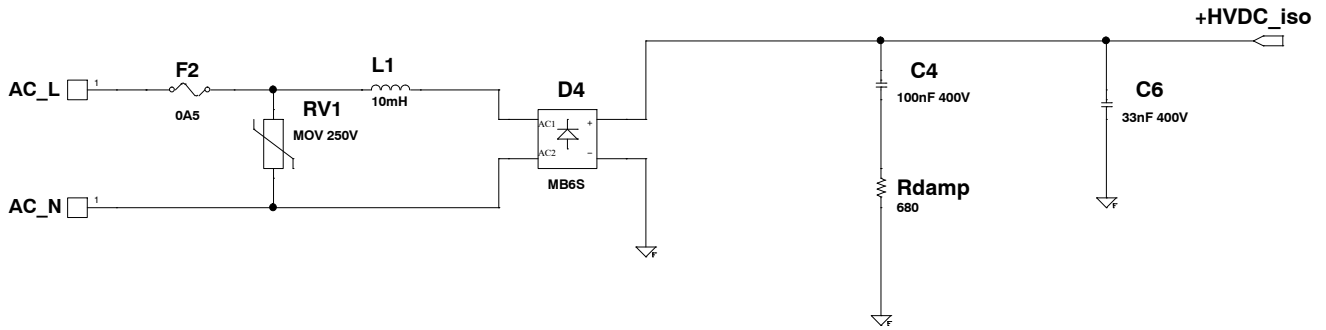 +HVDC_iso
F2
L1
C4
AC_L
1
D4
10mH
C6
0A5
RV1
100nF 400V
AC1
+
33nF 400V
MOV 250V
AC2
−
MB6S
Rdamp
AC_N
1
680
F
F
F